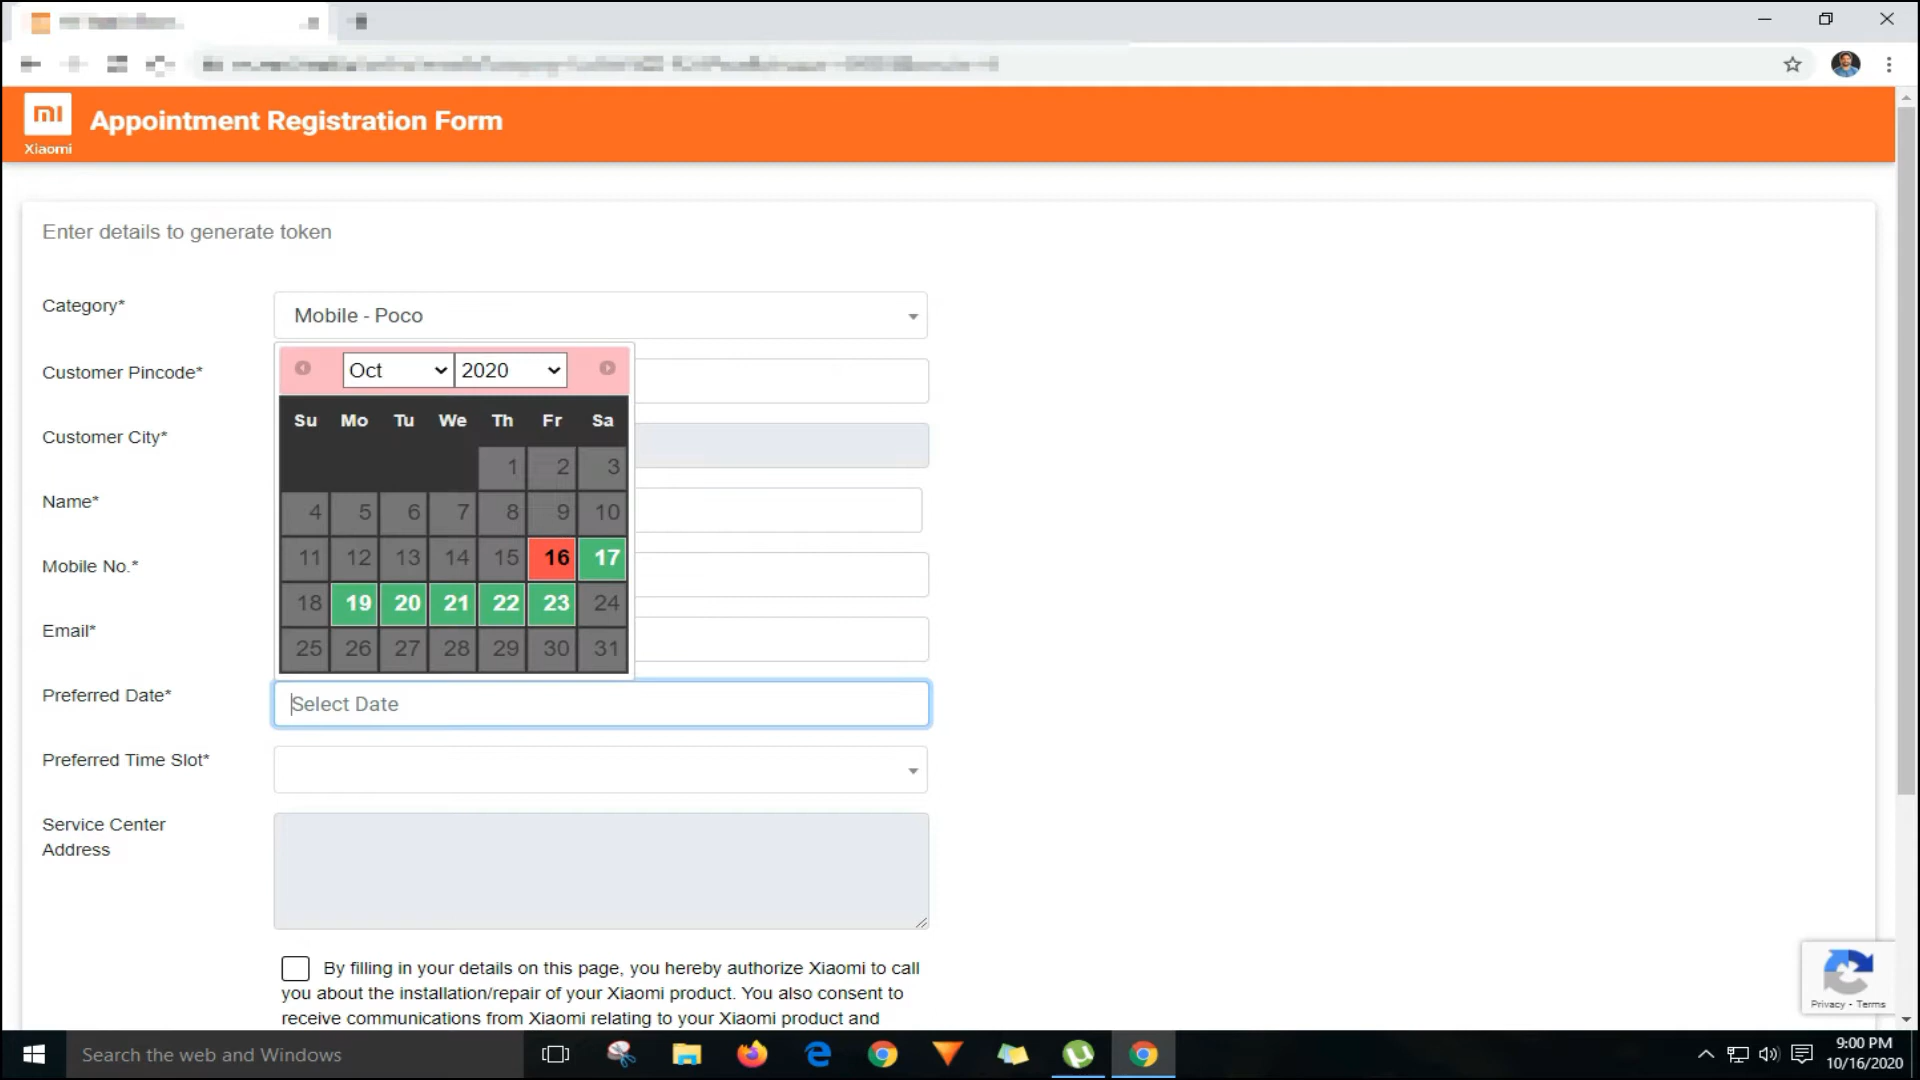 mi
Xiaomi
Appointment Registration Form
Enter details to generate token
Category*
Mobile - Poco
Customer Pincode*
Oct 2020
Su Mo Tu We Th Fr Sa
Customer City*
1 2 3
Name*
4 5 6 7 8 9 10
11 12 13 14 15 16 17
Mobile No.*
18 19 20 21 22 23 24
Email*
25 26 27 28 29 30 31
Preferred Date*
Select Date
Preferred Time Slot*
Service Center
Address
By filling in your details on this page, you hereby authorize Xiaomi to call
you about the installation/repair of your Xiaomi product. You also consent to
receive communications from Xiaomi relating to your Xiaomi product and
Privacy - Terms
Search the web and Windows
9:00 PM
10/16/2020